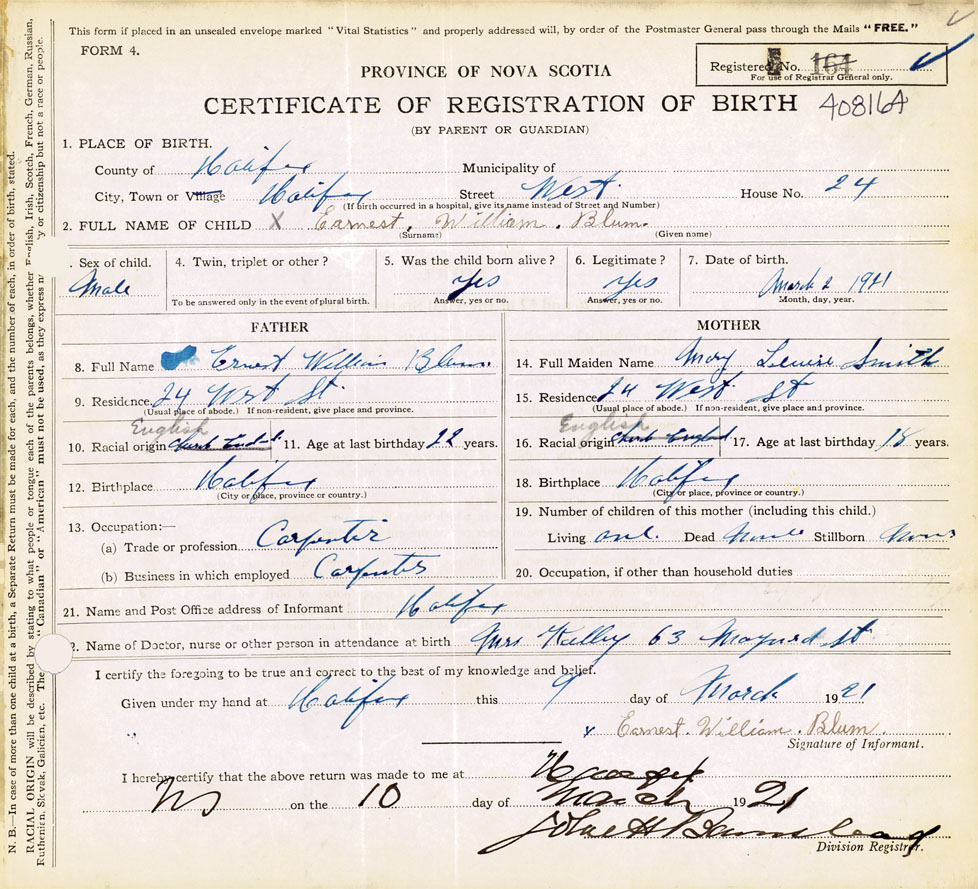 This form if placed in an unsealed envelope marked "Vital Statistics" and properly addressed will, by order of the Postmaster General pass through the Mails "FREE."
FORM 4.
Registered No. 164
For use of Registrar General only.
PROVINCE OF NOVA SCOTIA
CERTIFICATE OF REGISTRATION OF BIRTH 408164
(BY PARENT OR GUARDIAN)
1. PLACE OF BIRTH.
County of Halifax Municipality of
City, Town or Village Halifax Street West. House No. 24
(If birth occurred in a hospital, give its name instead of Street and Number)
2. FULL NAME OF CHILD X Earnest. William. Blum.
(Surname) (Given name)
Sex of child. 4. Twin, triplet or other? 5. Was the child born alive? 6. Legitimate? 7. Date of birth.
Male yes yes March 2 1921
To be answered only in the event of plural birth. Answer, yes or no. Answer, yes or no. Month, day, year.
FATHER MOTHER
8. Full Name Ernest William Blum 14. Full Maiden Name Mary Louise Smith
9. Residence. 24 West St 15. Residence 24 West St
(Usual place of abode.) If non-resident, give place and province. (Usual place of abode.) If non-resident, give place and province.
English English
10. Racial origin 11. Age at last birthday 22 years. 16. Racial origin Church England 17. Age at last birthday 18 years.
12. Birthplace Halifax 18. Birthplace Halifax
(City or place, province or country.) (City or place, province or country.)
13. Occupation:— 19. Number of children of this mother (including this child.)
(a) Trade or profession Carpenter Living one. Dead None Stillborn None
(b) Business in which employed Carpenter 20. Occupation, if other than household duties
21. Name and Post Office address of Informant Halifax
2. Name of Doctor, nurse or other person in attendance at birth Mrs Kelley 63 Maynard St
I certify the foregoing to be true and correct to the best of my knowledge and belief.
Given under my hand at Halifax this 9 day of March 1921
x Earnest. William. Blum.
Signature of Informant.
I hereby certify that the above return was made to me at
NS on the 10 day of March 1921
John H
Division Registrar.
N. B.—In case of more than one child at a birth, a Separate Return must be made for each, and the number of each, in order of birth, stated.
RACIAL ORIGIN will be described by stating to what people or tongue each of the parents belongs, whether English, Irish, Scotch, French, German, Russian,
Ruthenian, Slovak, Galician, etc. The "Canadian" or "American" must not be used, as they express citizenship but not a race or people.